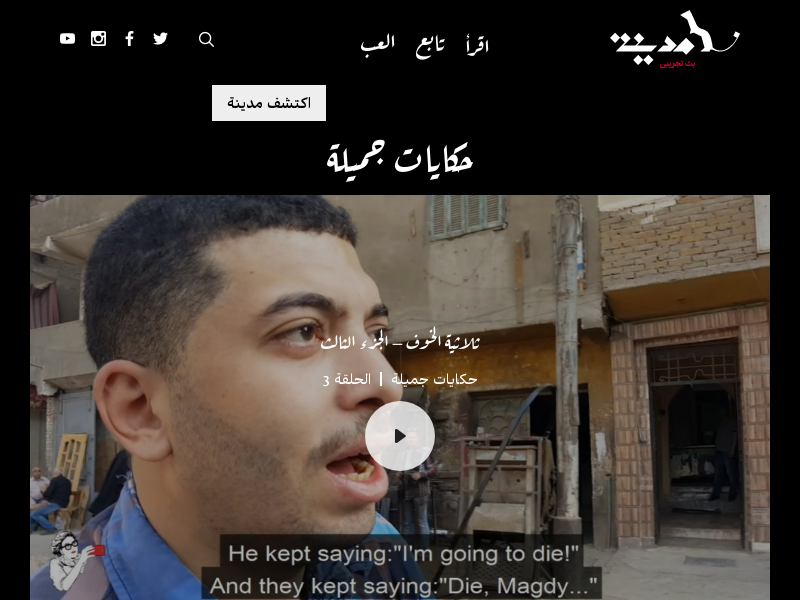 مدينة
بث تجريبي
اقرأ تابع العب
اكتشف مدينة
حكايات جميلة
ثلاثية الخوف – الجزء الثالث
حكايات جميلة | الحلقة 3
He kept saying:"I'm going to die!"
And they kept saying:"Die, Magdy..."